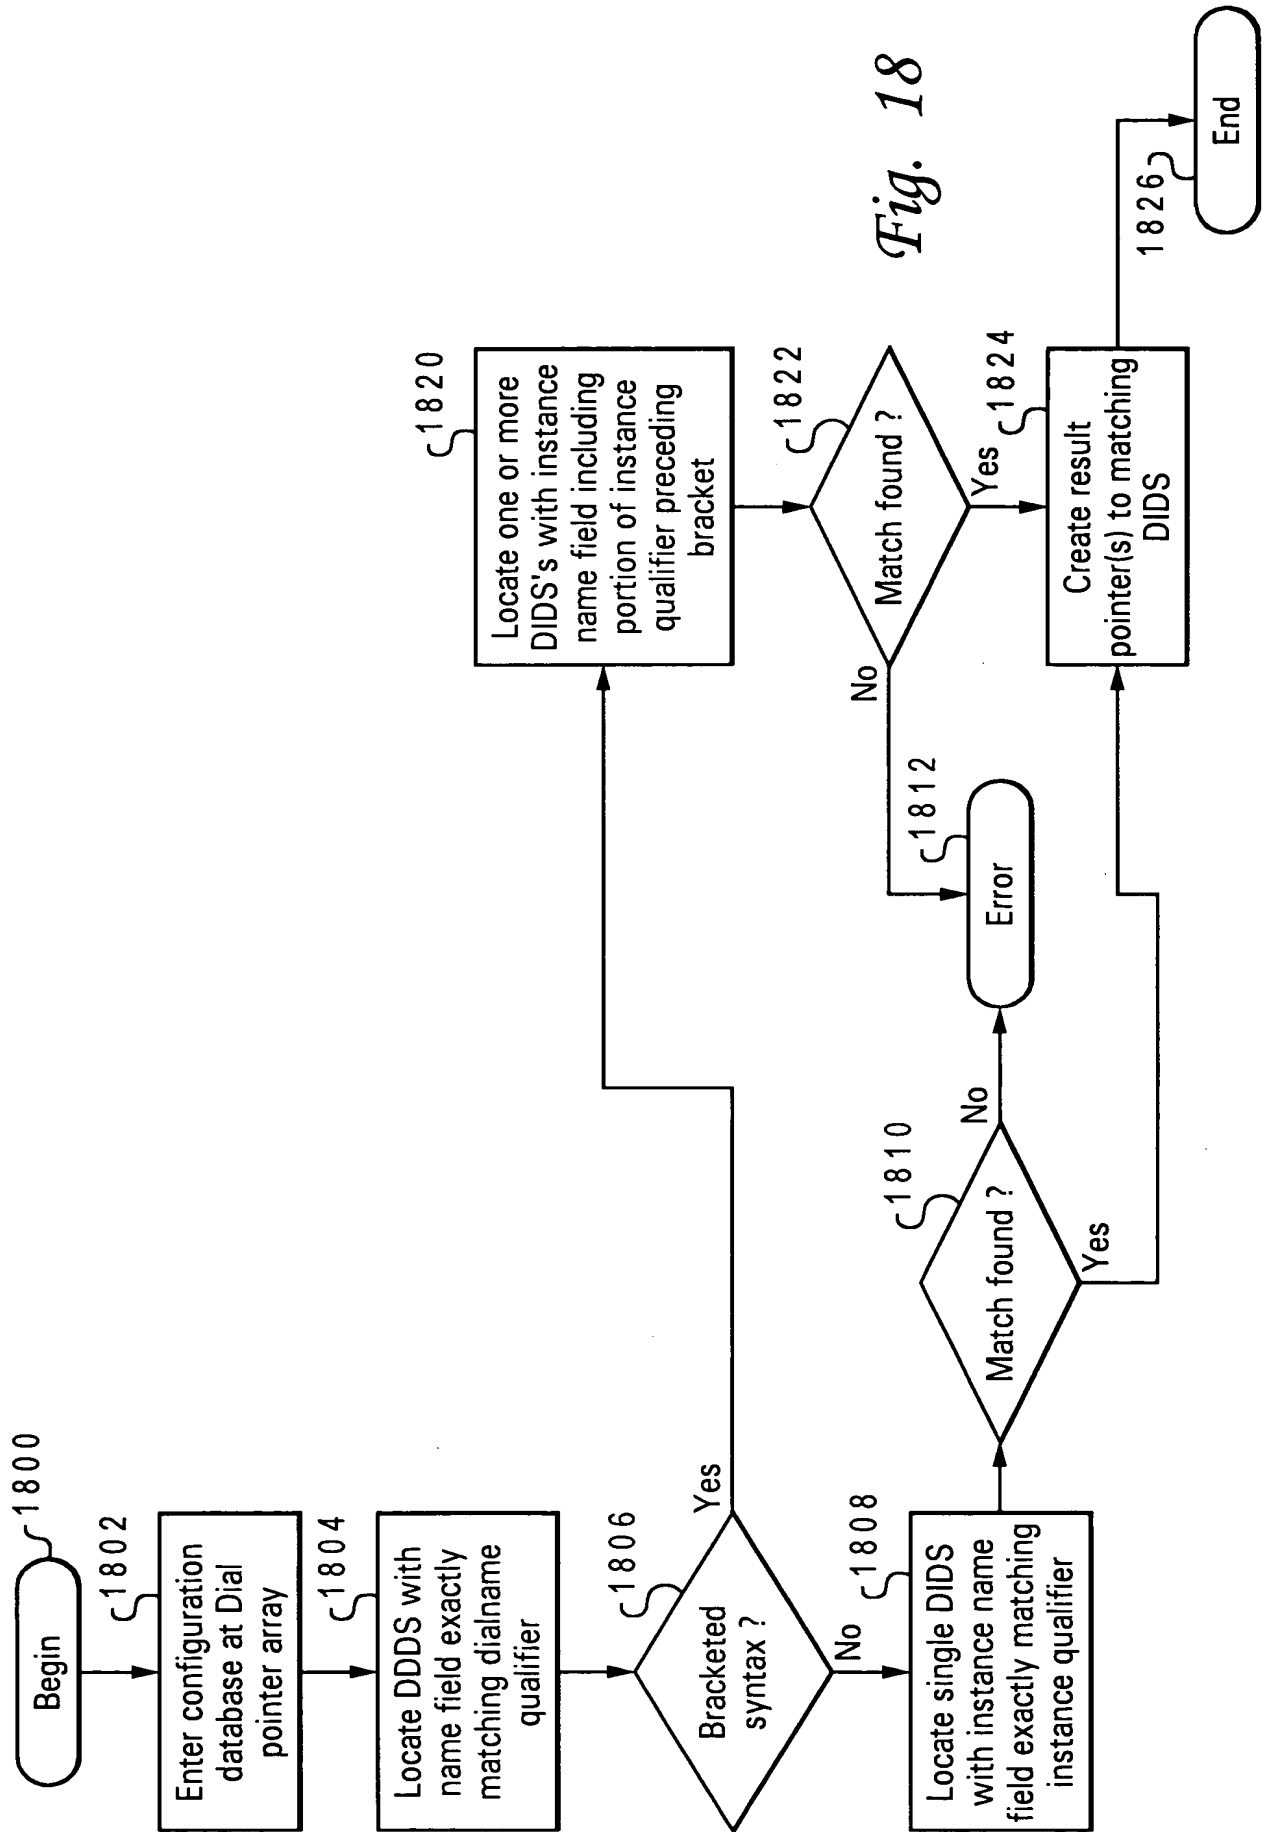 Begin
1800
1802
Enter configuration
database at Dial
pointer array
1804
Locate DDDS with
name field exactly
matching dialname
qualifier
1806
Bracketed
syntax ?
Yes
No
1808
Locate single DIDS
with instance name
field exactly matching
instance qualifier
1810
Match found ?
No
Yes
1812
Error
1820
Locate one or more
DIDS's with instance
name field including
portion of instance
qualifier preceding
bracket
1822
Match found ?
No
Yes
1824
Create result
pointer(s) to matching
DIDS
1826
End
Fig. 18